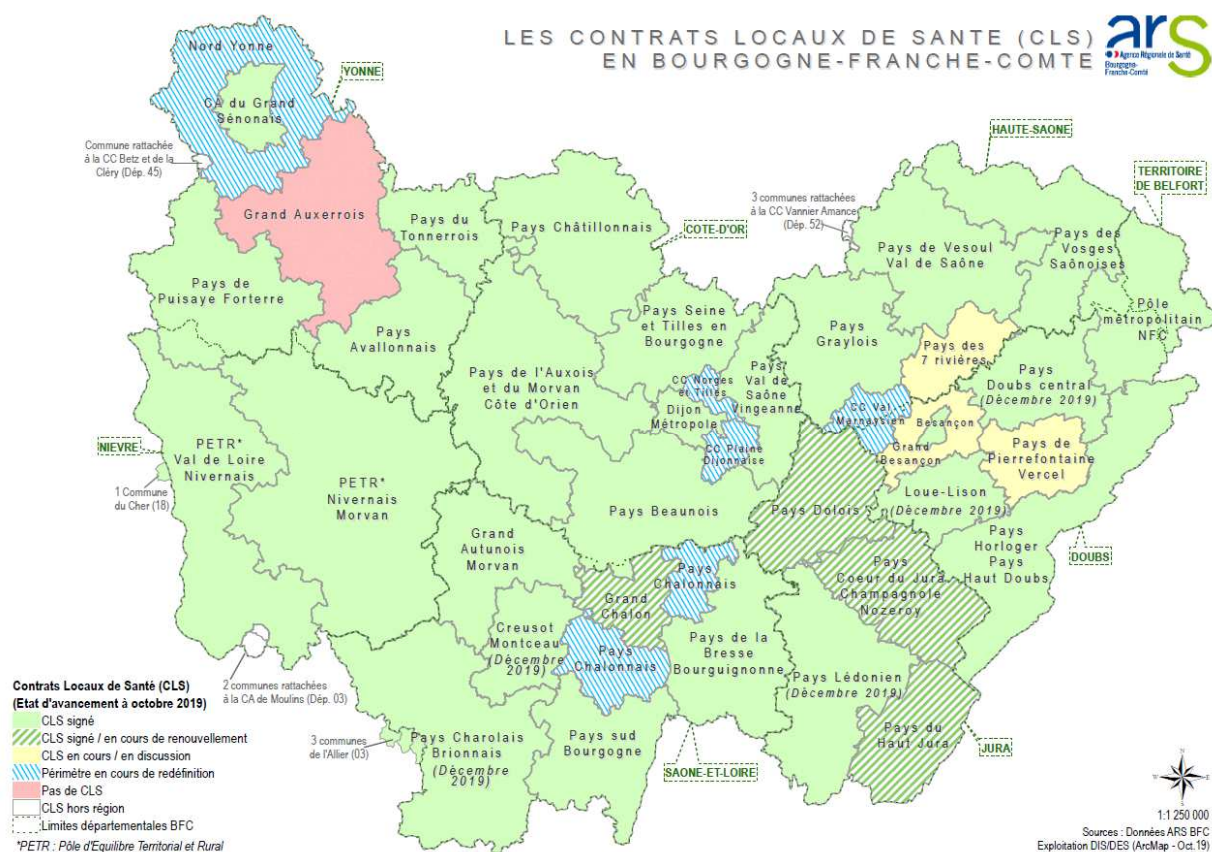 LES CONTRATS LOCAUX DE SANTE (CLS)
EN BOURGOGNE-FRANCHE-COMTE
ars
Agence Régionale de Santé
Bourgogne-
Franche-Comté
Nord Yonne
YONNE
CA du Grand
Sénonais
Commune rattachée
à la CC Betz et de la
Cléry (Dép. 45)
HAUTE-SAONE
TERRITOIRE
DE BELFORT
3 communes rattachées
à la CC Vannier Amance
(Dép. 52)
Grand Auxerrois
Pays du
Tonnerrois
Pays Châtillonnais
COTE-D'OR
Pays de Vesoul
Val de Saône
Pays des
Vosges
Saônoises
Pays de
Puisaye Forterre
Pôle
métropolitain
NFC
Pays Seine
et Tilles en
Bourgogne
Pays
Graylois
Pays des
7 rivières
Pays
Avallonnais
Pays
Doubs central
(Décembre 2019)
Pays de l'Auxois
et du Morvan
Côte d'Orien
CC Norges
et Tilles
Pays
Val de
Saône
Vingeanne
Dijon
Métropole
CC Val
Marnaysien
Besançon
Grand
Besançon
CC Plaine
Dijonnaise
Pays de
Pierrefontaine
Vercel
NIEVRE
PETR*
Val de Loire
Nivernais
1 Commune
du Cher (18)
PETR*
Nivernais
Morvan
Pays Beaunois
Pays Dolois
Loue-Lison
(Décembre 2019)
Grand
Autunois
Morvan
Pays
Horloger
Pays
Haut Doubs
DOUBS
Pays
Chalonnais
Pays
Coeur du Jura
Champagnole
Nozeroy
Grand
Chalon
Creusot
Montceau
(Décembre
2019)
Pays
Chalonnais
Pays de la
Bresse
Bourguignonne
Pays Lédonien
(Décembre 2019)
2 communes rattachées
à la CA de Moulins (Dép. 03)
3 communes
de l'Allier (03)
Pays Charolais
Brionnais
(Décembre
2019)
Pays sud
Bourgogne
Pays du
Haut Jura
SAONE-ET-LOIRE
JURA
Contrats Locaux de Santé (CLS)
(Etat d'avancement à octobre 2019)
CLS signé
CLS signé / en cours de renouvellement
CLS en cours / en discussion
Périmètre en cours de redéfinition
Pas de CLS
CLS hors région
Limites départementales BFC
*PETR : Pôle d'Equilibre Territorial et Rural
N
W
E
S
1:1 250 000
Sources : Données ARS BFC
Exploitation DIS/DES (ArcMap - Oct.19)